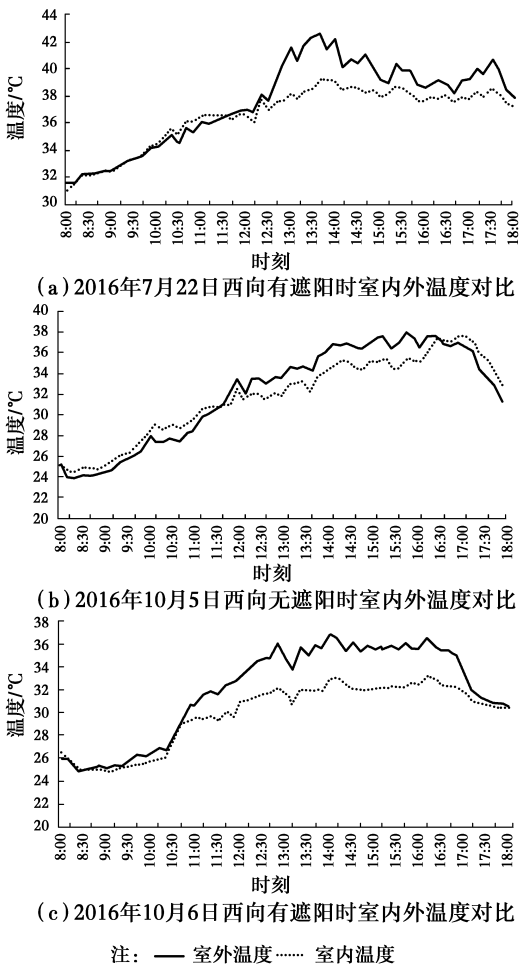 44
42
40
38
36
34
32
30
温度/℃
8:00 8:30 9:00 9:30 10:00 10:30 11:00 11:30 12:00 12:30 13:00 13:30 14:00 14:30 15:00 15:30 16:00 16:30 17:00 17:30 18:00
时刻
(a)2016年7月22日西向有遮阳时室内外温度对比
40
38
36
34
32
30
28
26
24
22
20
温度/℃
8:00 8:30 9:00 9:30 10:00 10:30 11:00 11:30 12:00 12:30 13:00 13:30 14:00 14:30 15:00 15:30 16:00 16:30 17:00 17:30 18:00
时刻
(b)2016年10月5日西向无遮阳时室内外温度对比
38
36
34
32
30
28
26
24
22
20
温度/℃
8:00 8:30 9:00 9:30 10:00 10:30 11:00 11:30 12:00 12:30 13:00 13:30 14:00 14:30 15:00 15:30 16:00 16:30 17:00 17:30 18:00
时刻
(c)2016年10月6日西向有遮阳时室内外温度对比
注: 室外温度 室内温度